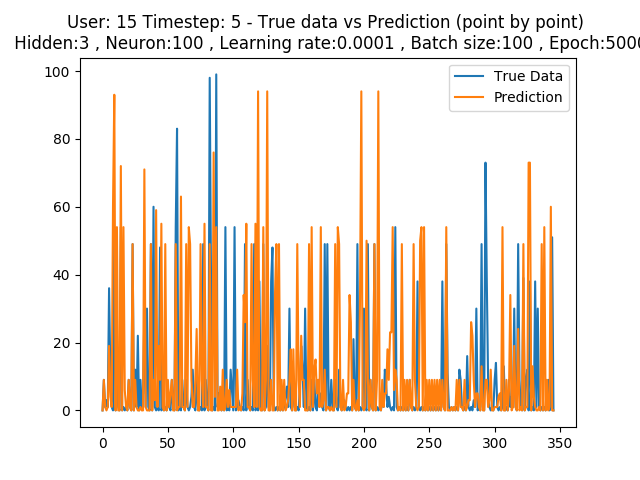 User: 15 Timestep: 5 - True data vs Prediction (point by point)
Hidden:3 , Neuron:100 , Learning rate:0.0001 , Batch size:100 , Epoch:5000
True Data
Prediction
100
80
60
40
20
0
0 50 100 150 200 250 300 350